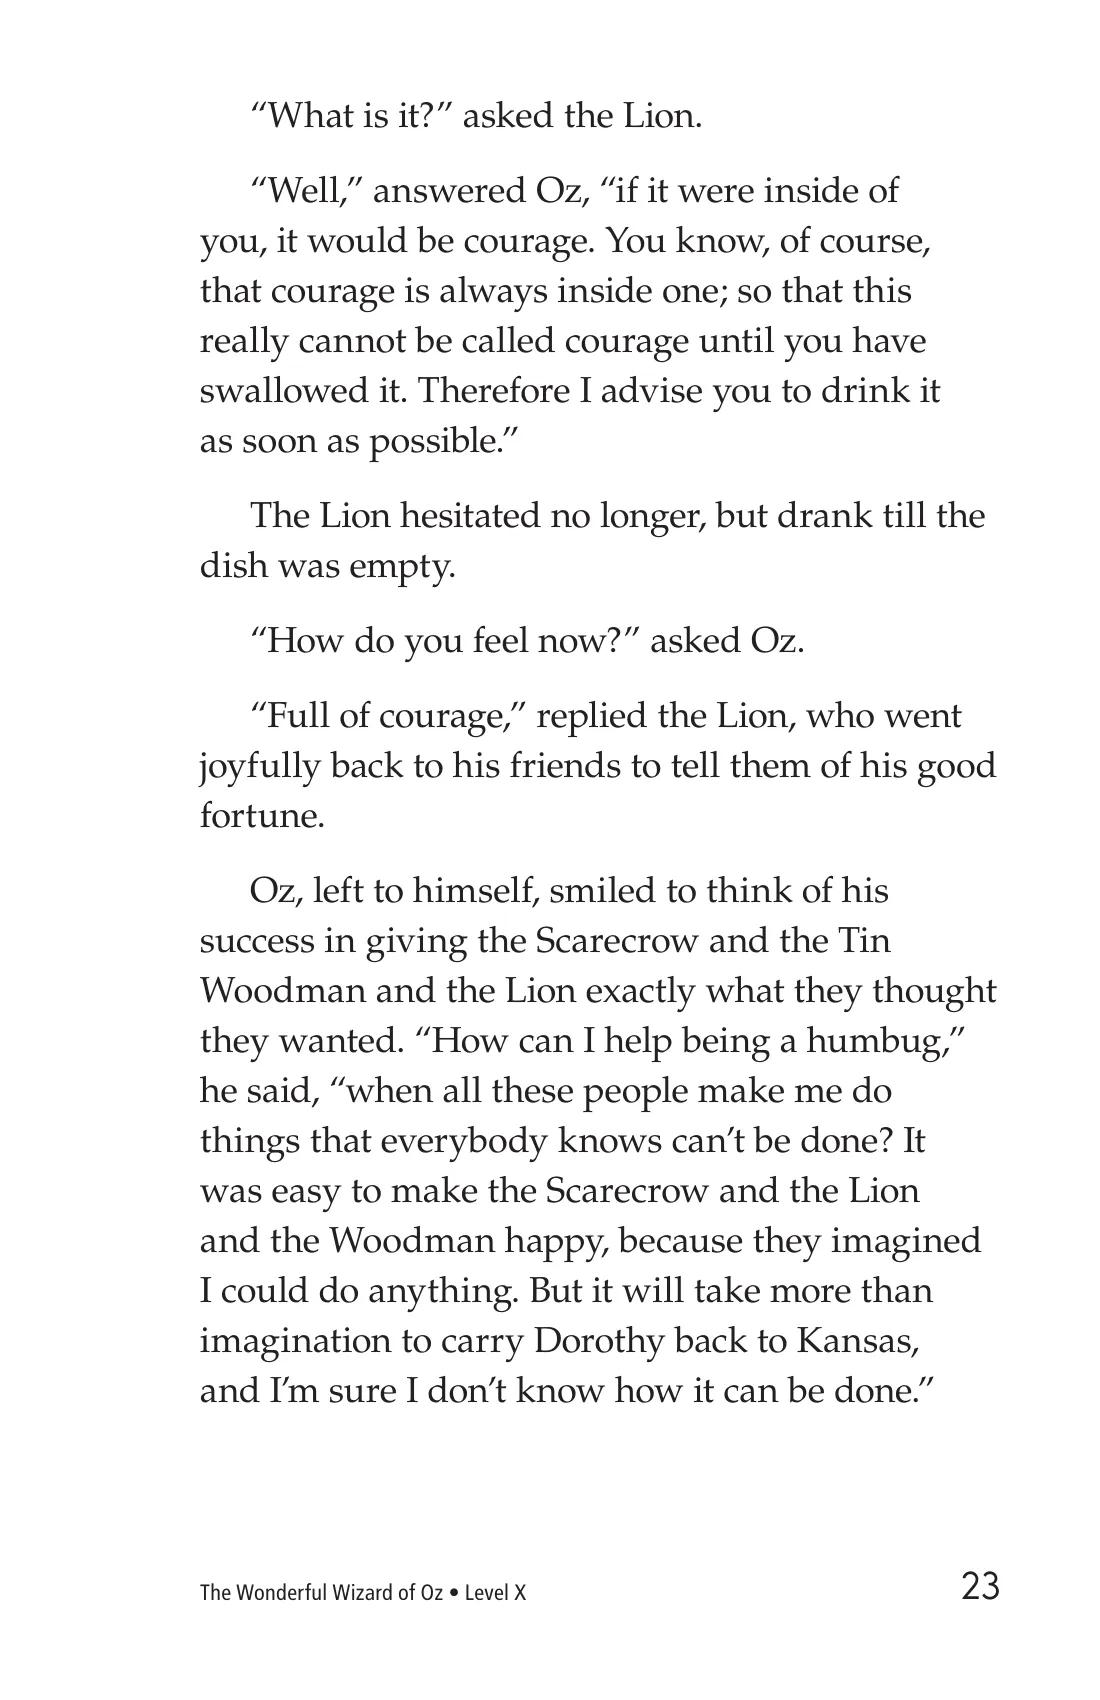 “What is it?” asked the Lion.
“Well,” answered Oz, “if it were inside of
you, it would be courage. You know, of course,
that courage is always inside one; so that this
really cannot be called courage until you have
swallowed it. Therefore I advise you to drink it
as soon as possible.”
The Lion hesitated no longer, but drank till the
dish was empty.
“How do you feel now?” asked Oz.
“Full of courage,” replied the Lion, who went
joyfully back to his friends to tell them of his good
fortune.
Oz, left to himself, smiled to think of his
success in giving the Scarecrow and the Tin
Woodman and the Lion exactly what they thought
they wanted. “How can I help being a humbug,”
he said, “when all these people make me do
things that everybody knows can’t be done? It
was easy to make the Scarecrow and the Lion
and the Woodman happy, because they imagined
I could do anything. But it will take more than
imagination to carry Dorothy back to Kansas,
and I’m sure I don’t know how it can be done.”
The Wonderful Wizard of Oz • Level X
23